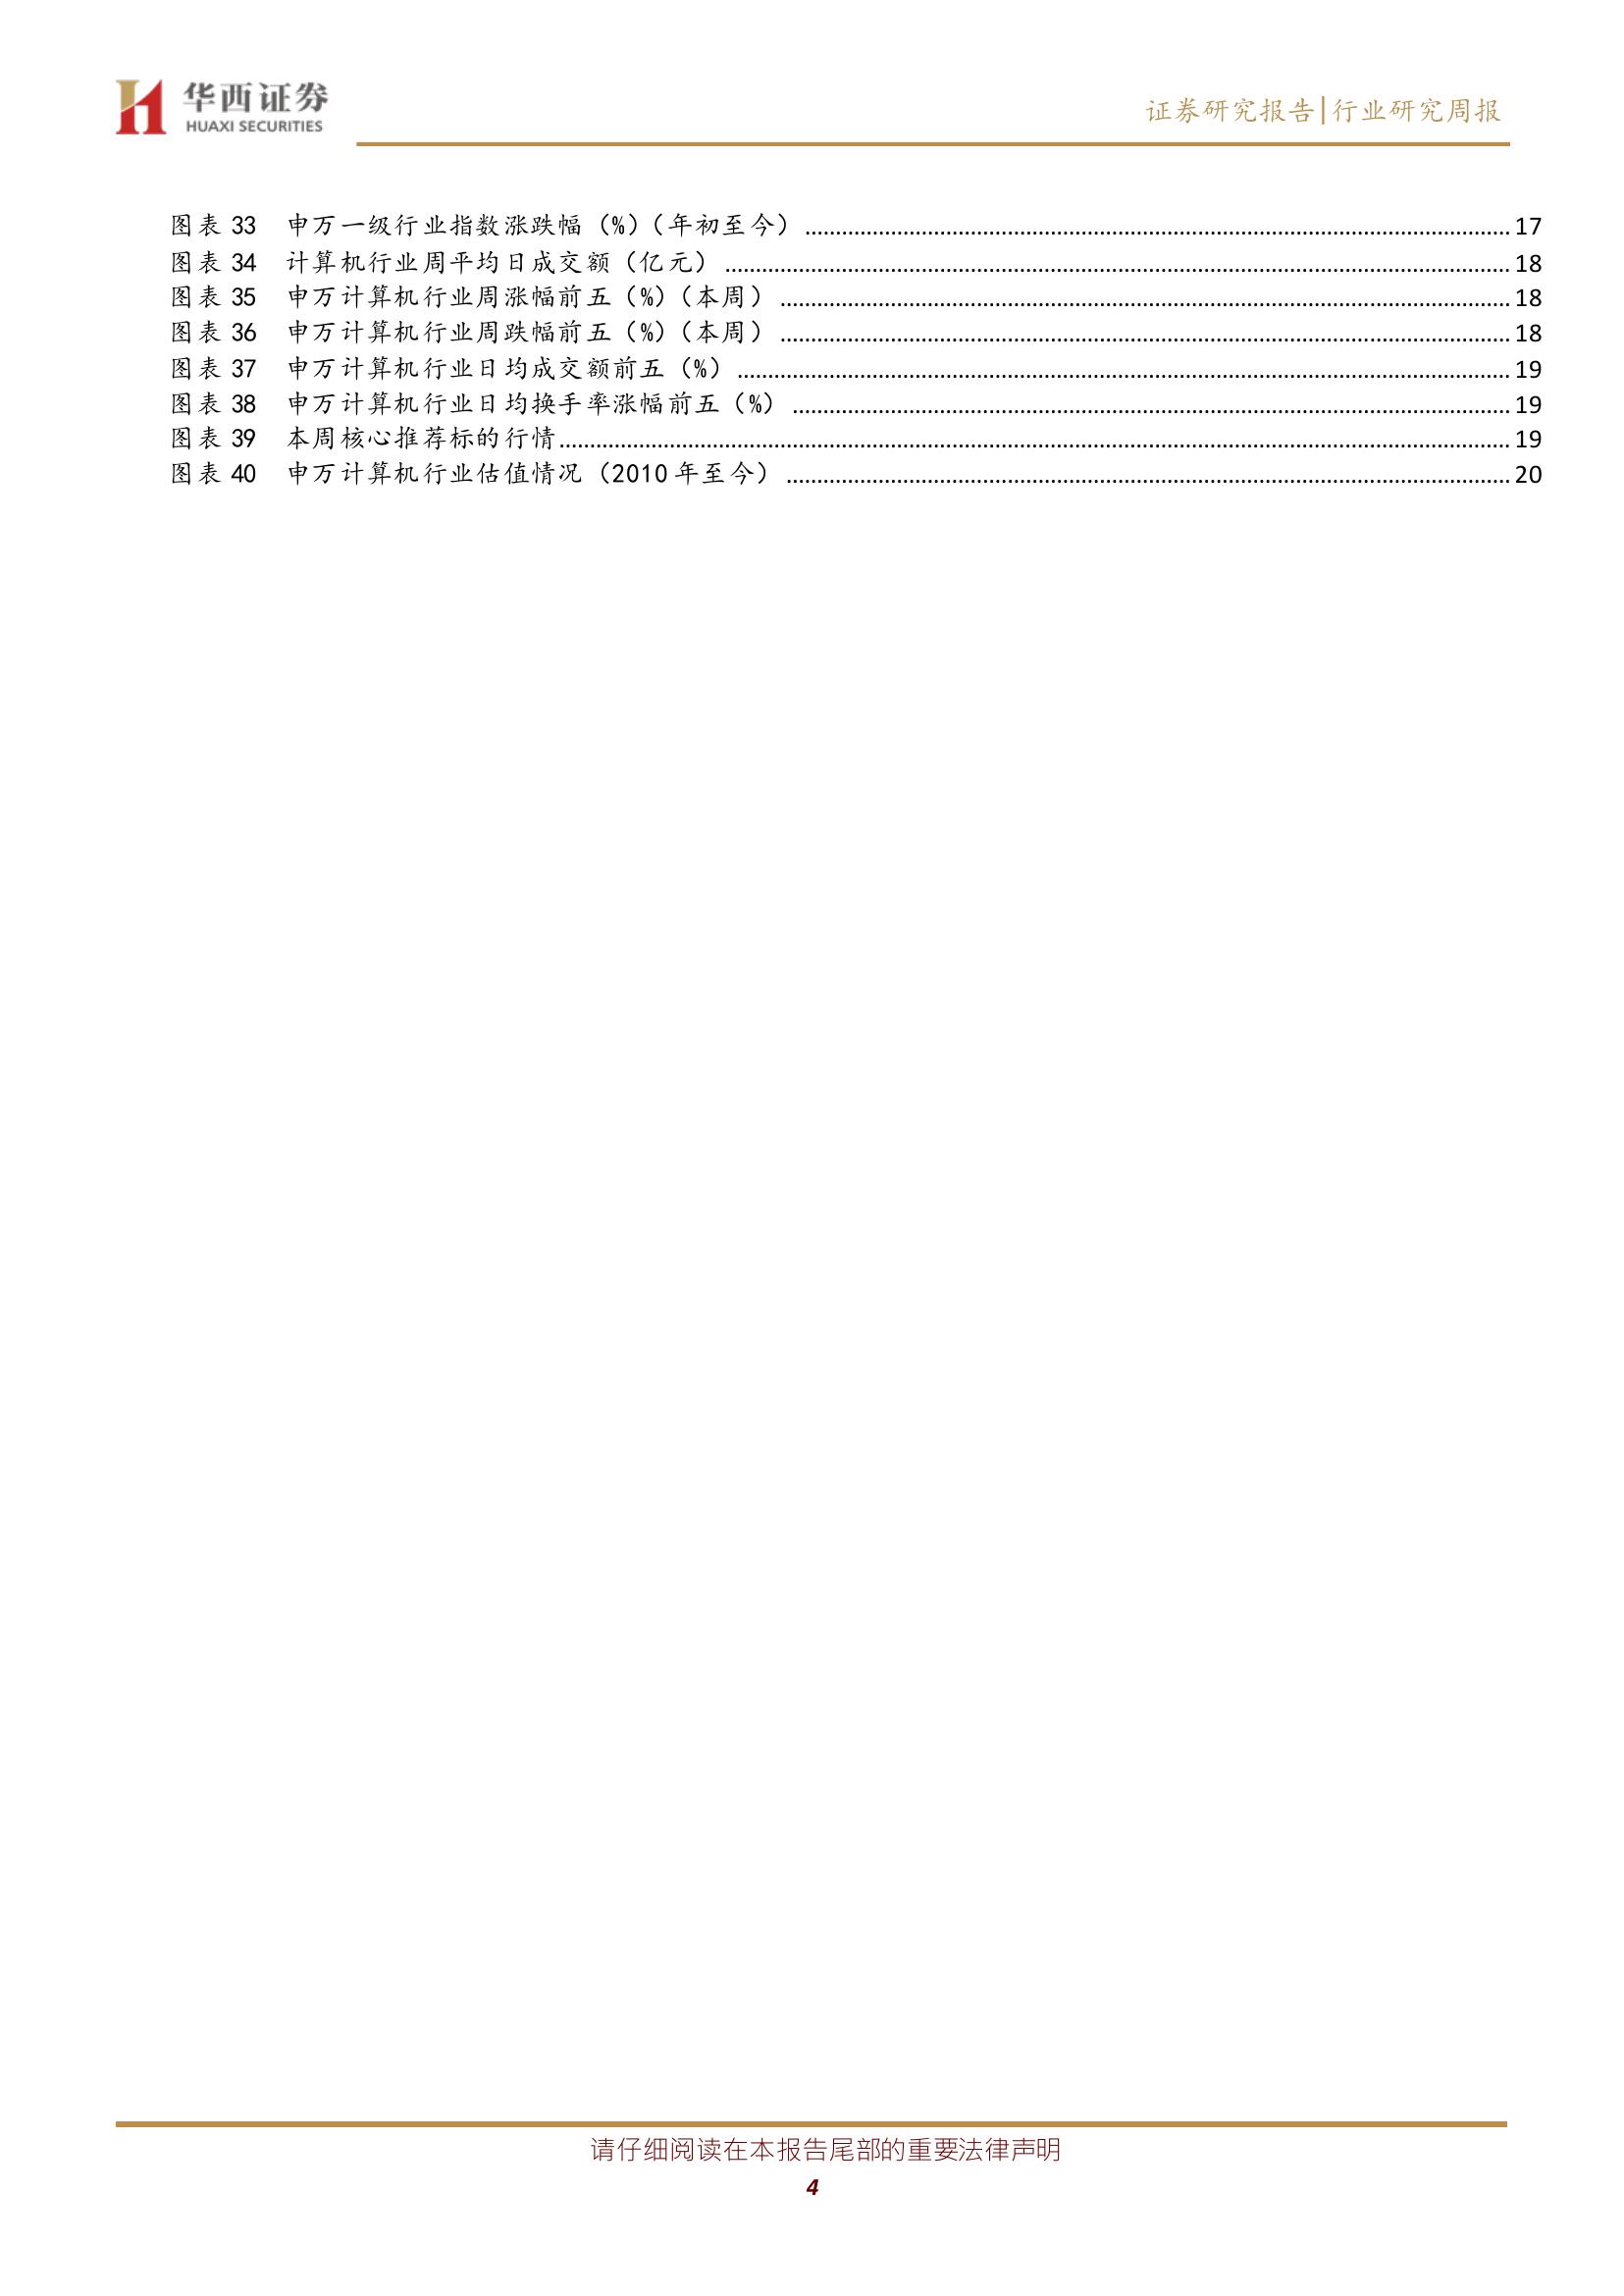 华西证券
HUAXI SECURITIES
证券研究报告|行业研究周报
图表 33 申万一级行业指数涨跌幅（%）（年初至今）........................17
图表 34 计算机行业周平均日成交额（亿元）........................18
图表 35 申万计算机行业周涨幅前五（%）（本周）........................18
图表 36 申万计算机行业周跌幅前五（%）（本周）........................18
图表 37 申万计算机行业日均成交额前五（%）........................19
图表 38 申万计算机行业日均换手率涨幅前五（%）........................19
图表 39 本周核心推荐标的行情........................19
图表 40 申万计算机行业估值情况（2010 年至今）........................20
请仔细阅读在本报告尾部的重要法律声明
4